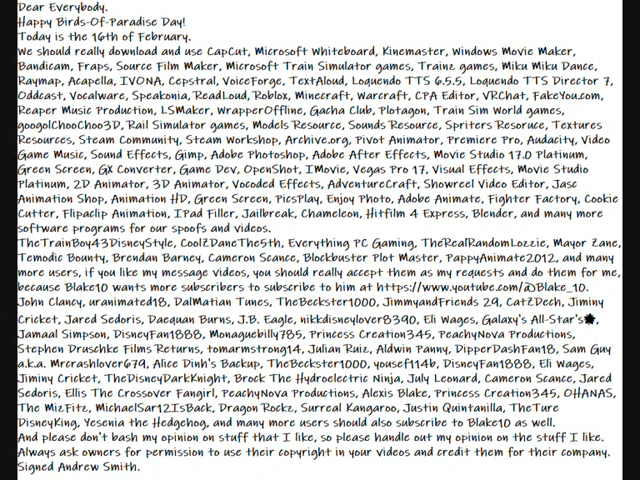 Dear Everybody.
Happy Birds-Of-Paradise Day!
Today is the 16th of February.
We should really download and use CapCut, Microsoft Whiteboard, Kinemaster, Windows Movie Maker,
Bandicam, Fraps, Source Film Maker, Microsoft Train Simulator games, Trainz games, Miku Miku Dance,
Raymap, Acapella, IVONA, Cepstral, VoiceForge, TextAloud, Loquendo TTS 6.5.5, Loquendo TTS Director 7,
Oddcast, Vocalware, Speakonia, ReadLoud, Roblox, Minecraft, Warcraft, CPA Editor, VRChat, FakeYou.com,
Reaper Music Production, LSMaker, WrapperOffline, Gacha Club, Plotagon, Train Sim World games,
googolChooChoo3D, Rail Simulator games, Models Resource, Sounds Resource, Spriters Resoruce, Textures
Resources, Steam Community, Steam Workshop, Archive.org, Pivot Animator, Premiere Pro, Audacity, Video
Game Music, Sound Effects, Gimp, Adobe Photoshop, Adobe After Effects, Movie Studio 17.0 Platinum,
Green Screen, GX Converter, Game Dev, OpenShot, IMovie, Vegas Pro 17, Visual Effects, Movie Studio
Platinum, 2D Animator, 3D Animator, Vocoded Effects, AdventureCraft, Showreel Video Editor, Jasc
Animation Shop, Animation HD, Green Screen, PicsPlay, Enjoy Photo, Adobe Animate, Fighter Factory, Cookie
Cutter, Flipaclip Animation, IPad Filer, Jailbreak, Chameleon, Hitfilm 4 Express, Blender, and many more
software programs for our spoofs and videos.
TheTrainBoy43DisneyStyle, CoolZDaneThe5th, Everything PC Gaming, TheRealRandomLozzie, Mayor Zane,
Temodic Bounty, Brendan Barney, Cameron Scance, Blockbuster Plot Master, PappyAnimate2012, and many
more users, if you like my message videos, you should really accept them as my requests and do them for me,
because Blake10 wants more subscribers to subscribe to him at https://www.youtube.com/@Blake_10.
John Clancy, uranimated18, DalMatian Tunes, TheBeckster1000, JimmyandFriends 29, CatZDech, Jiminy
Cricket, Jared Sedoris, Daequan Burns, J.B. Eagle, nikkdisneylover8390, Eli Wages, Galaxy's All-Star's✸,
Jamaal Simpson, DisneyFan1888, Monaguebilly785, Princess Creation345, PeachyNova Productions,
Stephen Druschke Films Returns, tomarmstrong14, Julian Ruiz, Aldwin Panny, DipperDashFan18, Sam Guy
a.k.a. Mrcrashlover679, Alice Dinh's Backup, TheBeckster1000, yousef114b, DisneyFan1888, Eli Wages,
Jiminy Cricket, TheDisneyDarkKnight, Brock The Hydroelectric Ninja, July Leonard, Cameron Scance, Jared
Sedoris, Ellis The Crossover Fangirl, PeachyNova Productions, Alexis Blake, Princess Creation345, OHANAS,
The MizFitz, MichaelSar12IsBack, Dragon Rockz, Surreal Kangaroo, Justin Quintanilla, TheTure
DisneyKing, Yesenia the Hedgehog, and many more users should also subscribe to Blake10 as well.
And please don't bash my opinion on stuff that I like, so please handle out my opinion on the stuff I like.
Always ask owners for permission to use their copyright in your videos and credit them for their company.
Signed Andrew Smith.